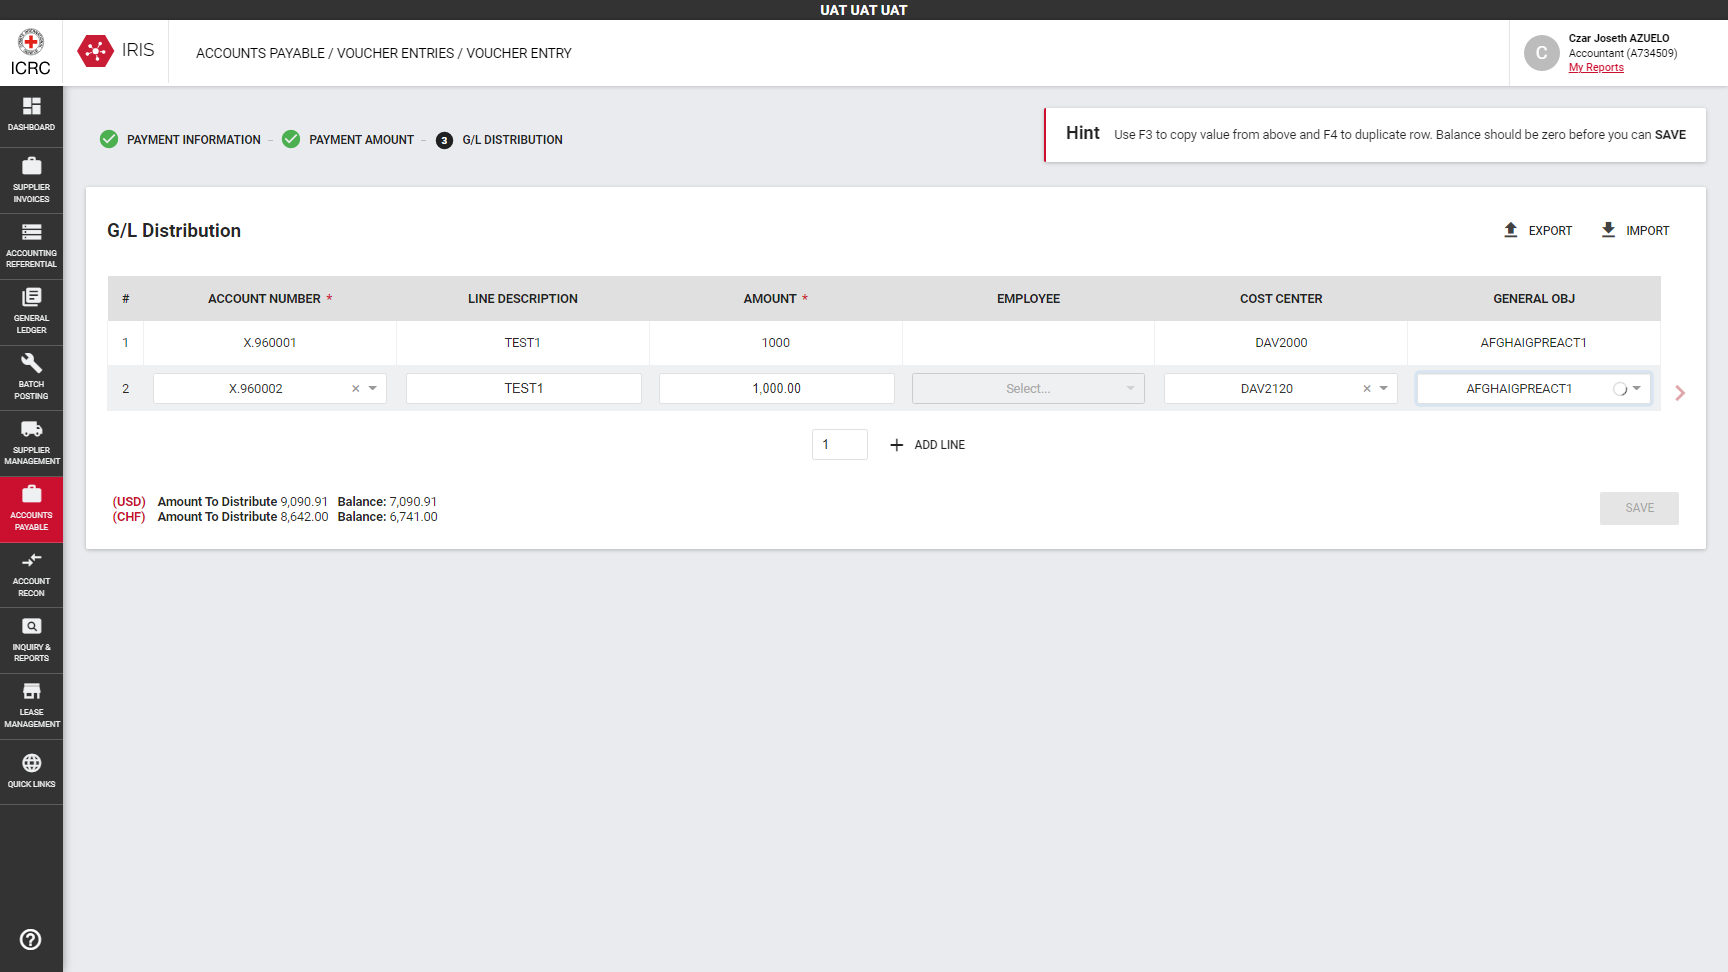 UAT UAT UAT
ICRC
IRIS
ACCOUNTS PAYABLE / VOUCHER ENTRIES / VOUCHER ENTRY
C
Czar Joseth AZUELO
Accountant (A734509)
My Reports
DASHBOARD
SUPPLIER
INVOICES
ACCOUNTING
REFERENTIAL
GENERAL
LEDGER
BATCH
POSTING
SUPPLIER
MANAGEMENT
ACCOUNTS
PAYABLE
ACCOUNT
RECON
INQUIRY &
REPORTS
LEASE
MANAGEMENT
QUICK LINKS
PAYMENT INFORMATION – PAYMENT AMOUNT – 3 G/L DISTRIBUTION
Hint Use F3 to copy value from above and F4 to duplicate row. Balance should be zero before you can SAVE
G/L Distribution
EXPORT IMPORT
# ACCOUNT NUMBER * LINE DESCRIPTION AMOUNT * EMPLOYEE COST CENTER GENERAL OBJ
1 X.960001 TEST1 1000 DAV2000 AFGHAIGPREACT1
2 X.960002 × TEST1 1,000.00 Select... DAV2120 × AFGHAIGPREACT1
1 + ADD LINE
(USD) Amount To Distribute 9,090.91 Balance: 7,090.91
(CHF) Amount To Distribute 8,642.00 Balance: 6,741.00
SAVE